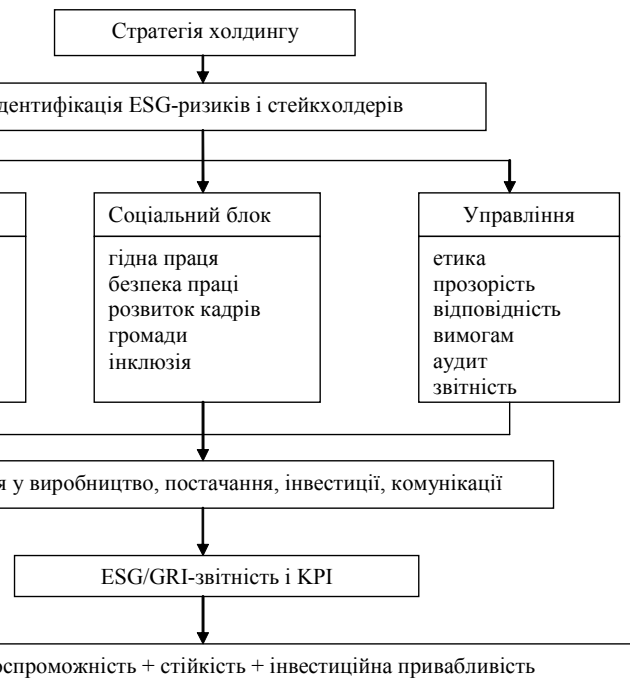 Стратегія холдингу
дентифікація ESG-ризиків і стейкхолдерів
Соціальний блок
гідна праця
безпека праці
розвиток кадрів
громади
інклюзія
Управління
етика
прозорість
відповідність
вимогам
аудит
звітність
я у виробництво, постачання, інвестиції, комунікації
ESG/GRI-звітність і KPI
оспроможність + стійкість + інвестиційна привабливість